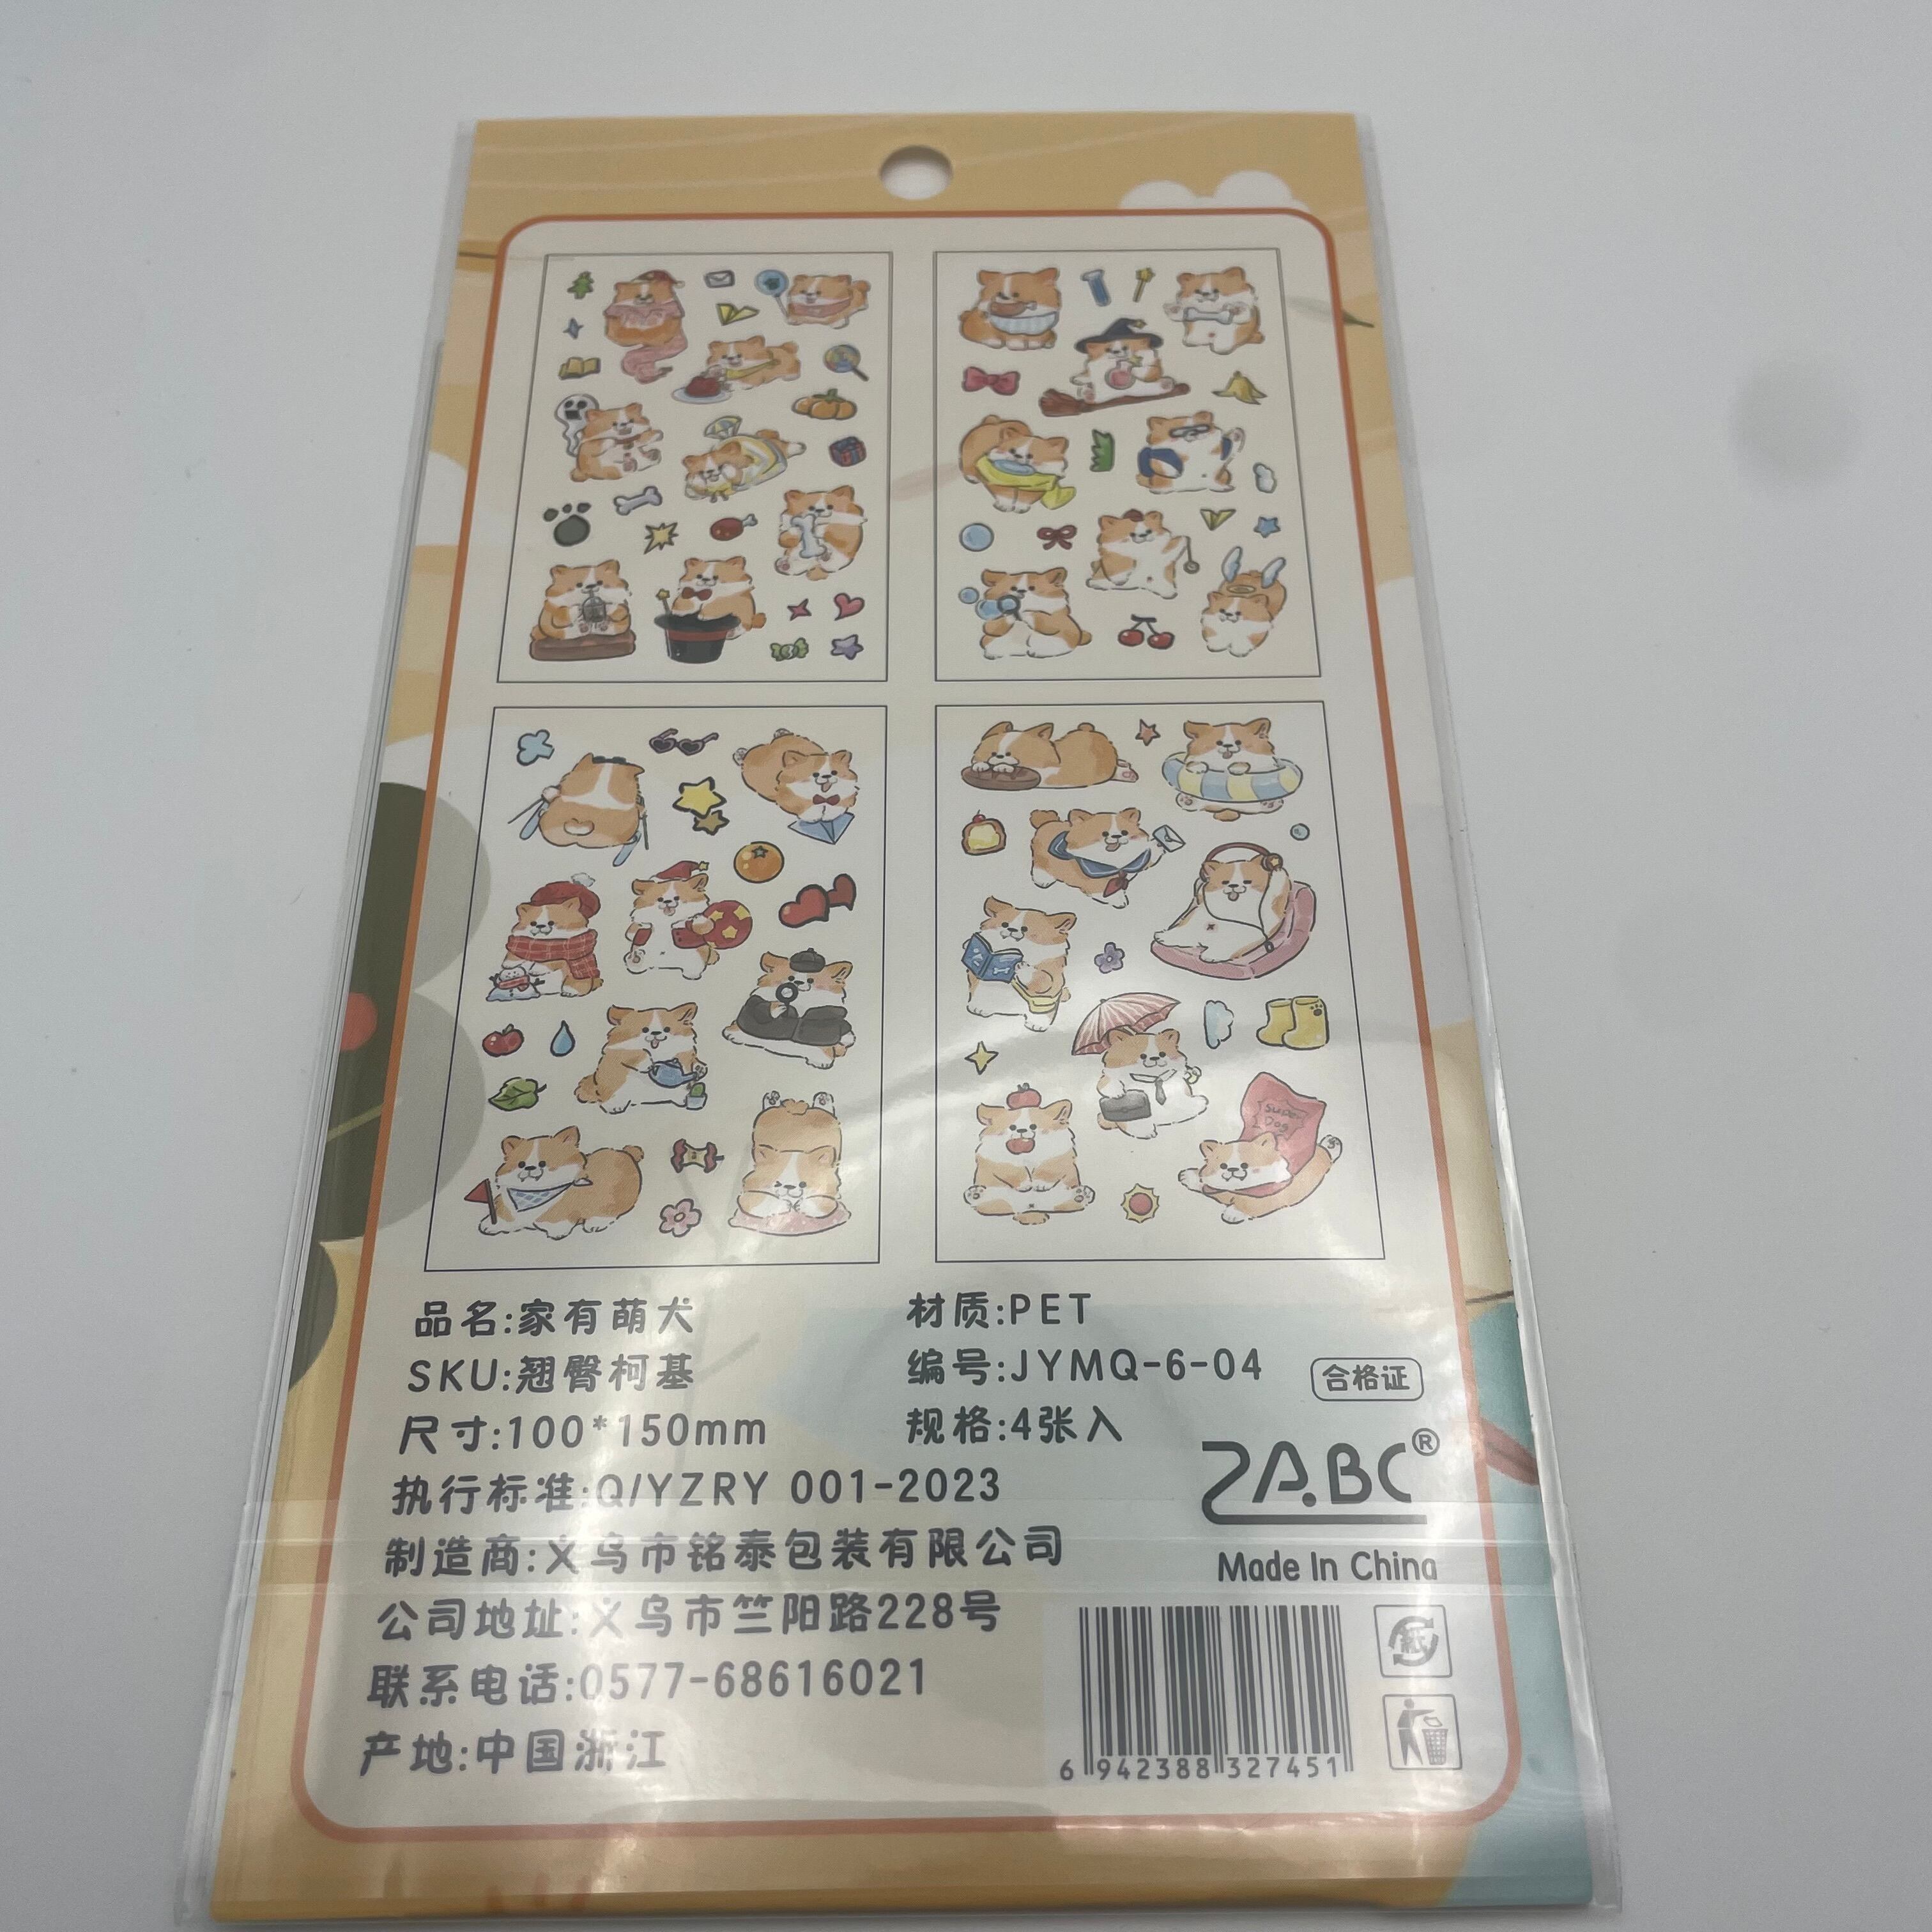 super
Dog
品名:家有萌犬
材质:PET
SKU:翘臀柯基
编号:JYMQ-6-04
合格证
尺寸:100*150mm
规格:4张入
ZABC®
执行标准:Q/YZRY 001-2023
制造商:义乌市铭泰包装有限公司
Made In China
公司地址:义乌市竺阳路228号
联系电话:0577-68616021
产地:中国浙江
6 942388 327451
紙